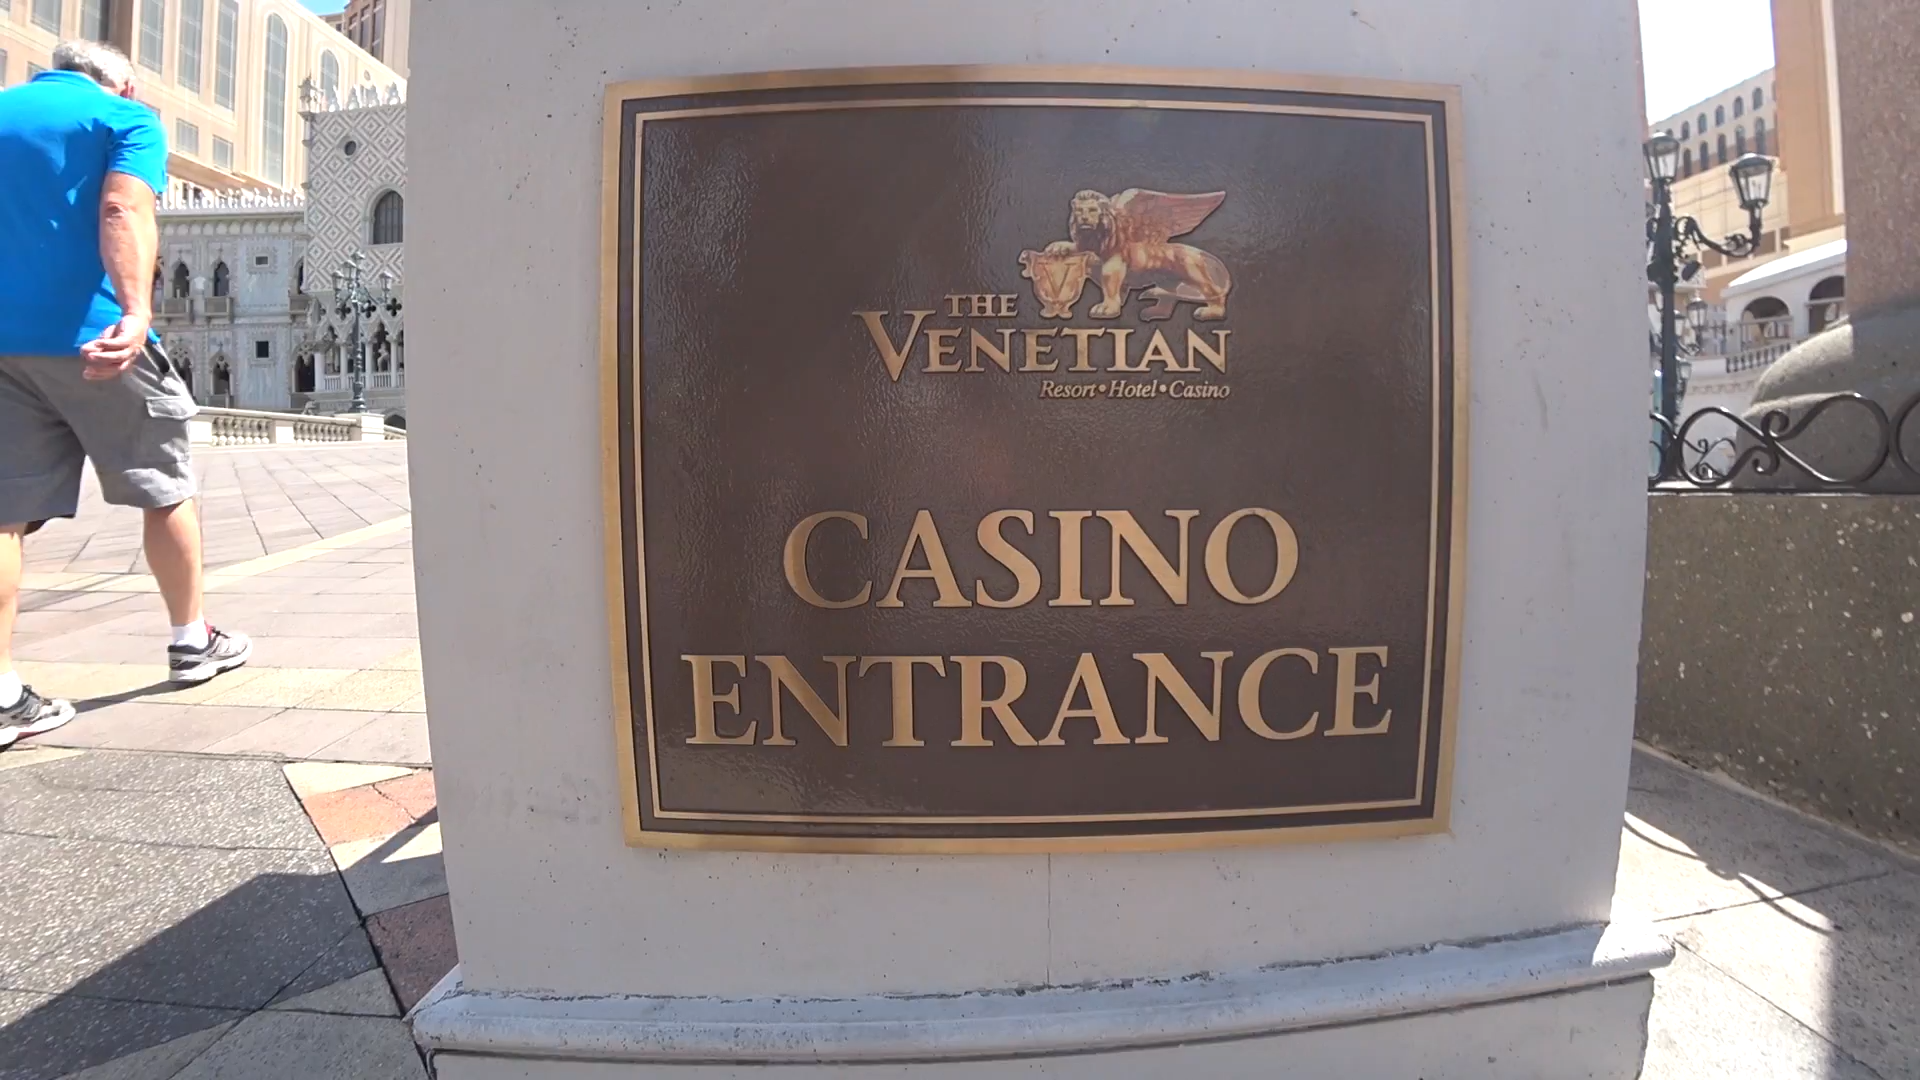 THE
VENETIAN
Resort•Hotel•Casino
CASINO
ENTRANCE